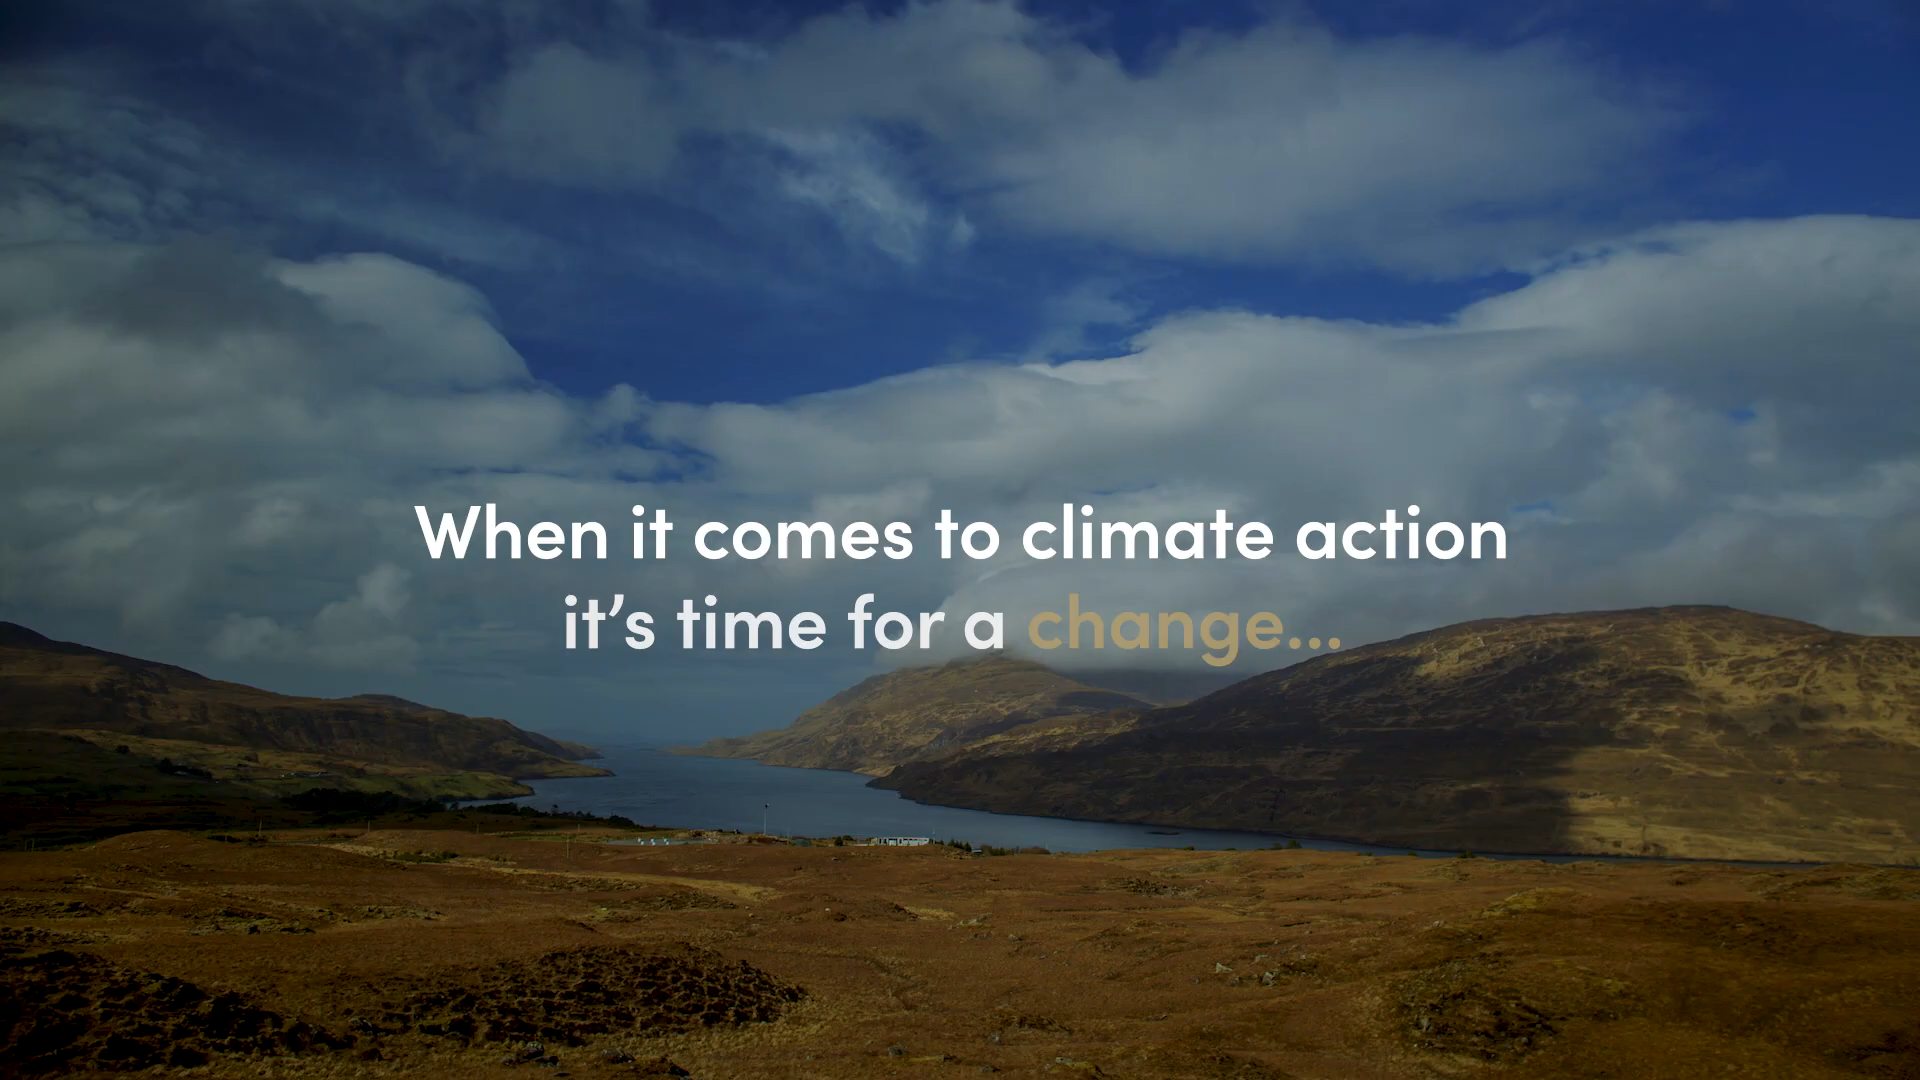 When it comes to climate action
it’s time for a change...